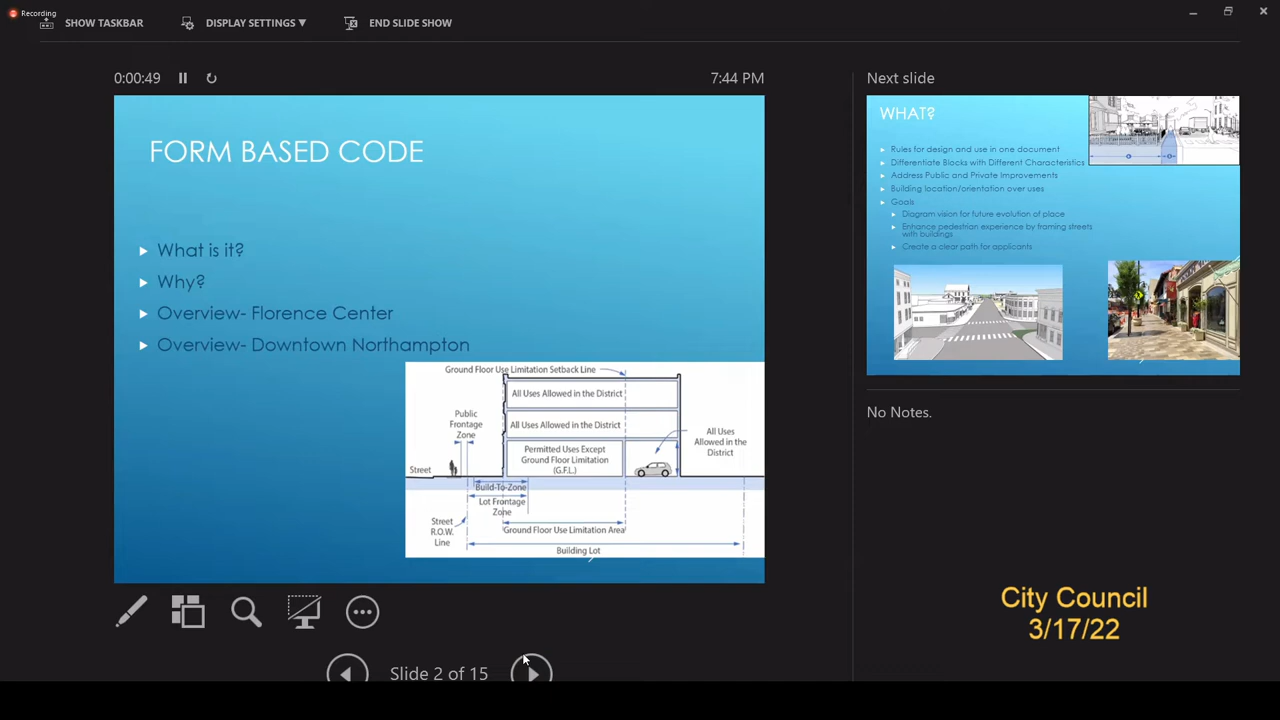 Recording
SHOW TASKBAR
DISPLAY SETTINGS ▼
END SLIDE SHOW
0:00:49
7:44 PM
FORM BASED CODE
What is it?
Why?
Overview- Florence Center
Overview- Downtown Northampton
Ground Floor Use Limitation Setback Line
All Uses Allowed in the District
Public
Frontage
Zone
All Uses Allowed in the District
All Uses
Allowed in the
District
Permitted Uses Except
Ground Floor Limitation
(G.F.L.)
Street
Build-To-Zone
Lot Frontage
Zone
Street
R.O.W.
Line
Ground Floor Use Limitation Area
Building Lot
Slide 2 of 15
Next slide
WHAT?
Rules for design and use in one document
Differentiate Blocks with Different Characteristics
Address Public and Private Improvements
Building location/orientation over uses
Goals
Diagram vision for future evolution of place
Enhance pedestrian experience by framing streets
with buildings
Create a clear path for applicants
No Notes.
City Council
3/17/22